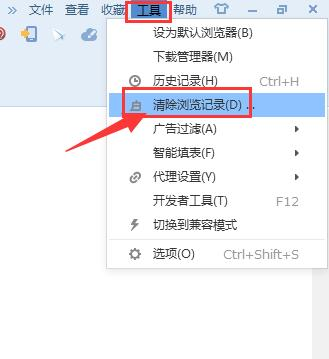 » 文件 查看 收藏 工具 帮助
设为默认浏览器(B)
下载管理器(M)
历史记录(H) Ctrl+H
清除浏览记录(D)...
广告过滤(A)
智能填表(F)
代理设置(Y)
开发者工具(T) F12
切换到兼容模式
选项(O) Ctrl+Shift+S